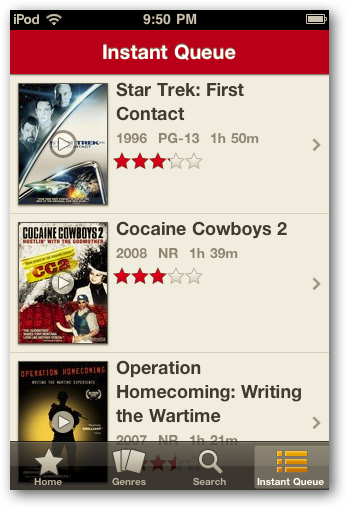 iPod 9:50 PM
Instant Queue
Star Trek: First
Contact
1996 PG-13 1h 50m
COCAINE COWBOYS 2
HUSTLIN' WITH THE GODMOTHER
CC2
Cocaine Cowboys 2
2008 NR 1h 39m
OPERATION HOMECOMING
WRITING THE WARTIME EXPERIENCE
Operation
Homecoming: Writing
the Wartime
2007 NR 1h 21m
Home Genres Search Instant Queue